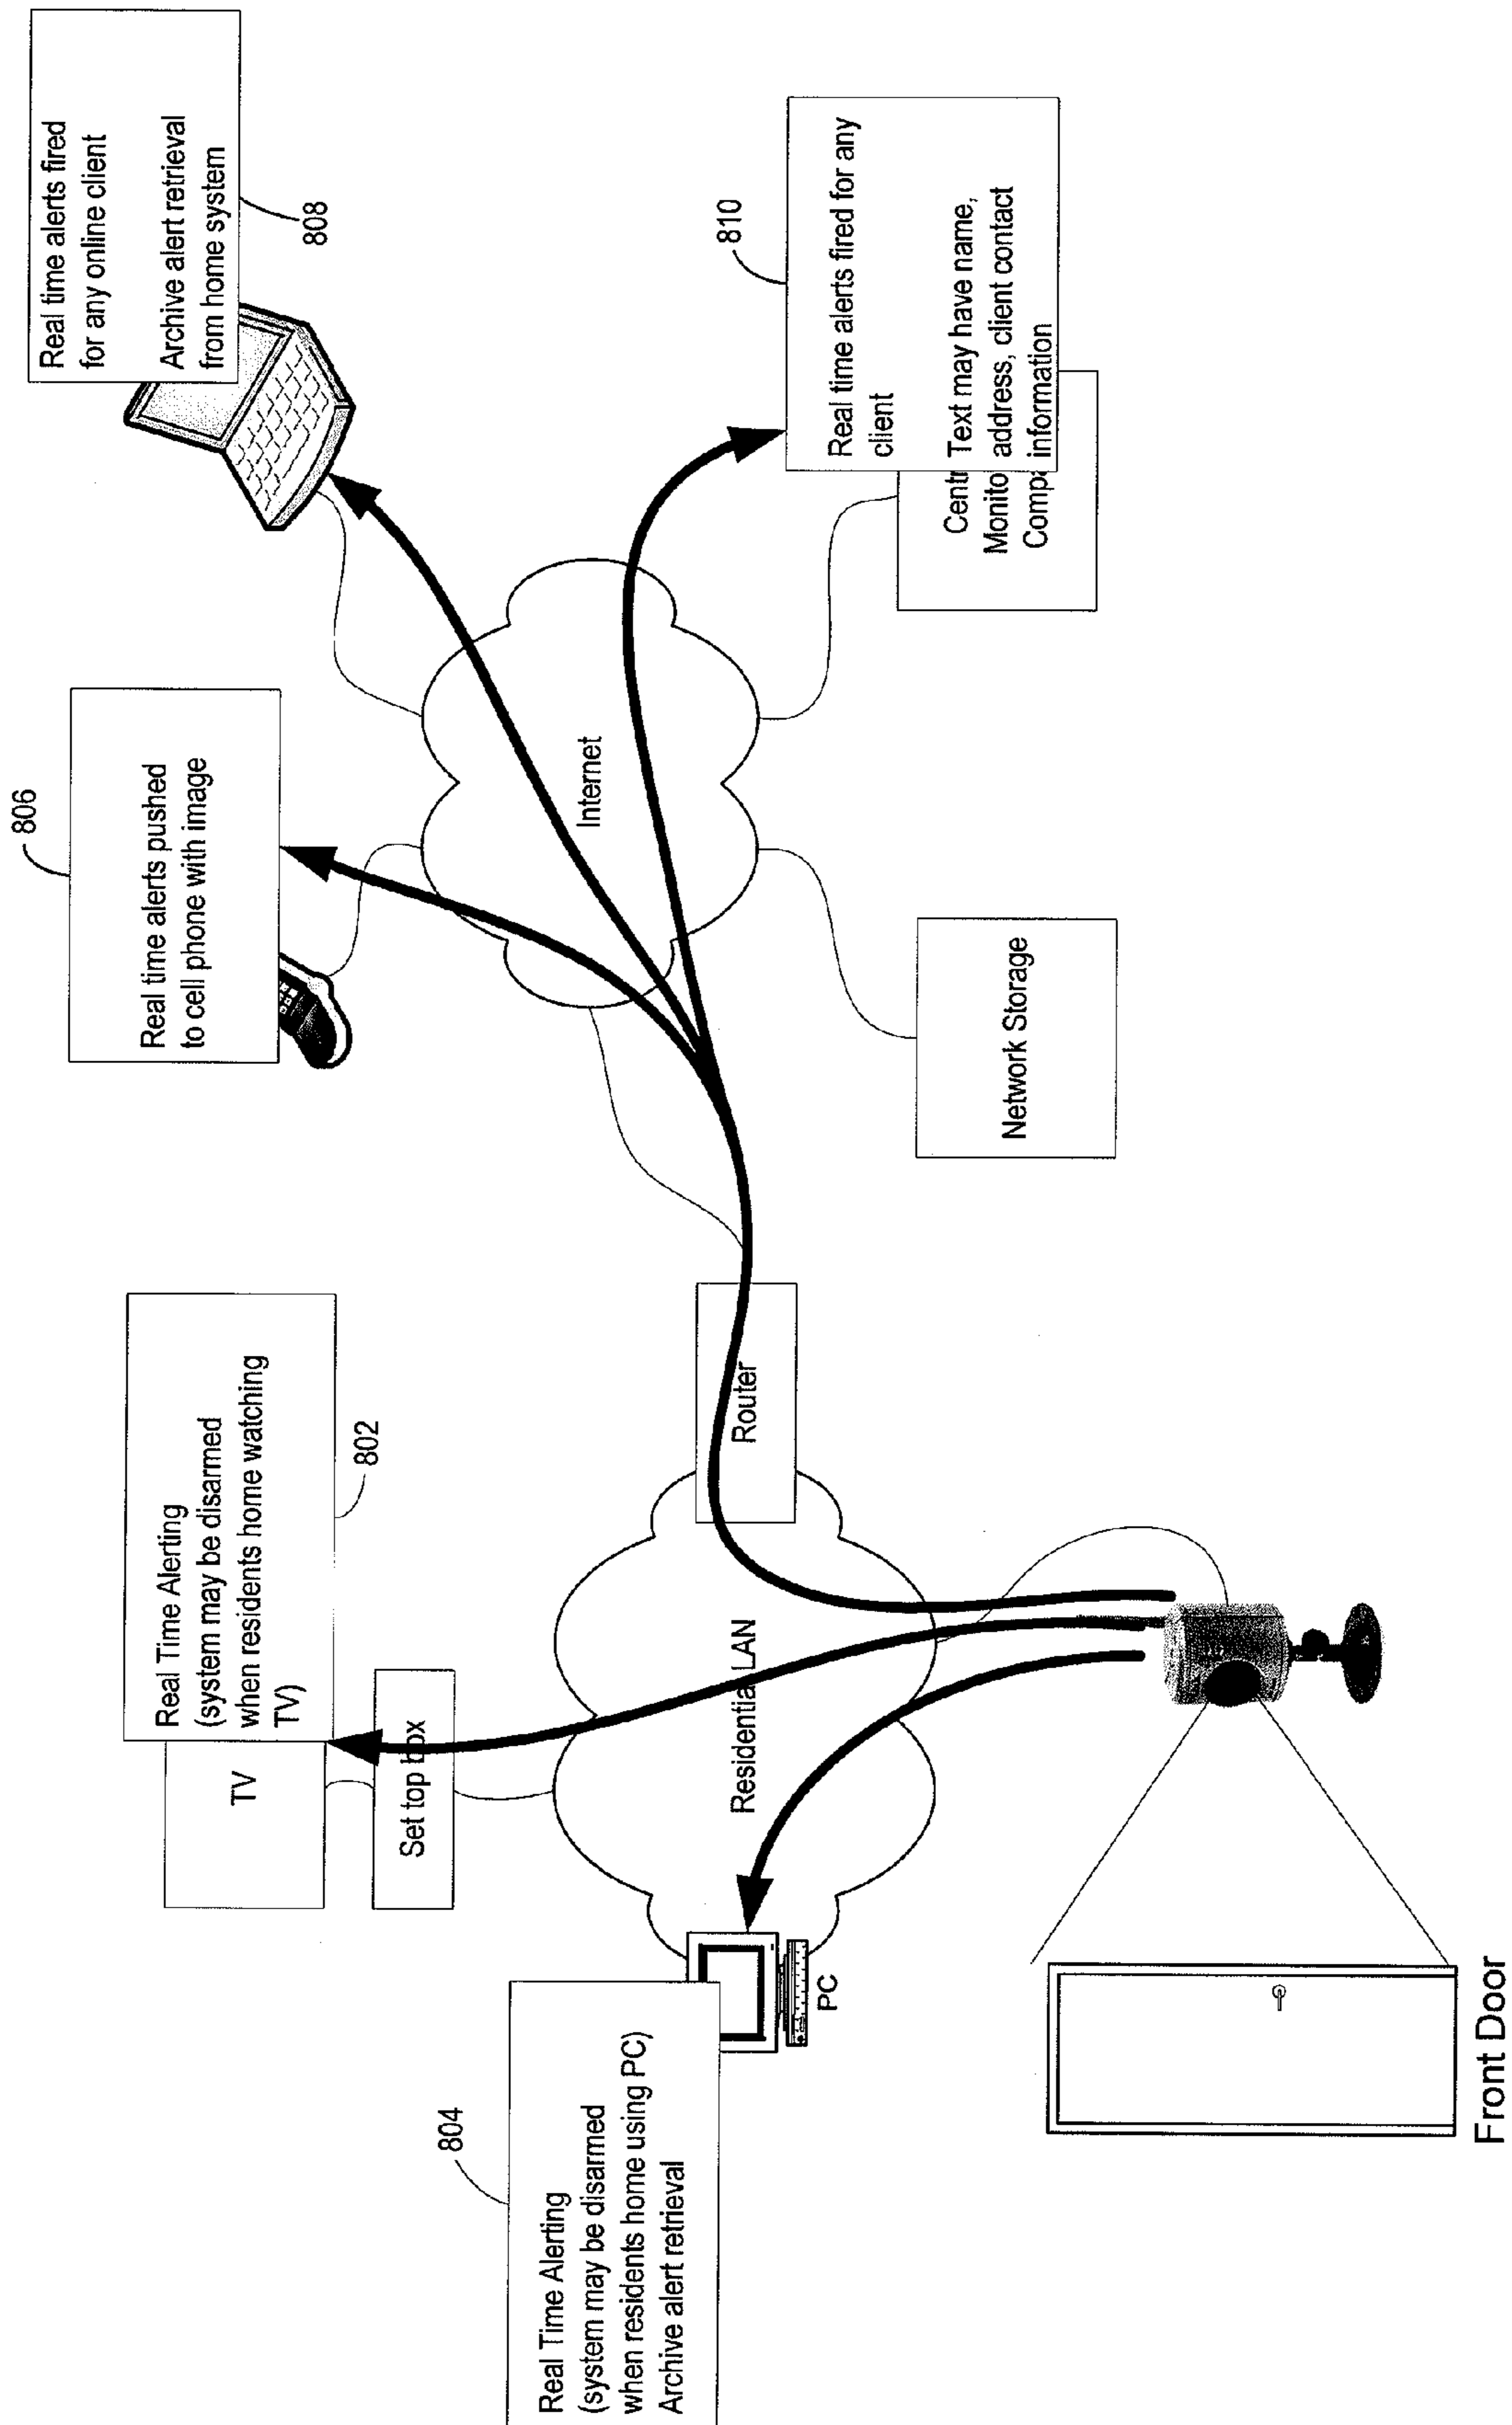 Real Time Alerting
(system may be disarmed
when residents home using PC)
Archive alert retrieval
804
PC
Front Door
TV
Real Time Alerting
(system may be disarmed
when residents home watching
TV)
802
Set top box
Residential LAN
Router
Real time alerts pushed
to cell phone with image
806
Internet
Network Storage
Real time alerts fired
for any online client
Archive alert retrieval
from home system
808
Real time alerts fired for any
client
Text may have name,
address, client contact
information
810